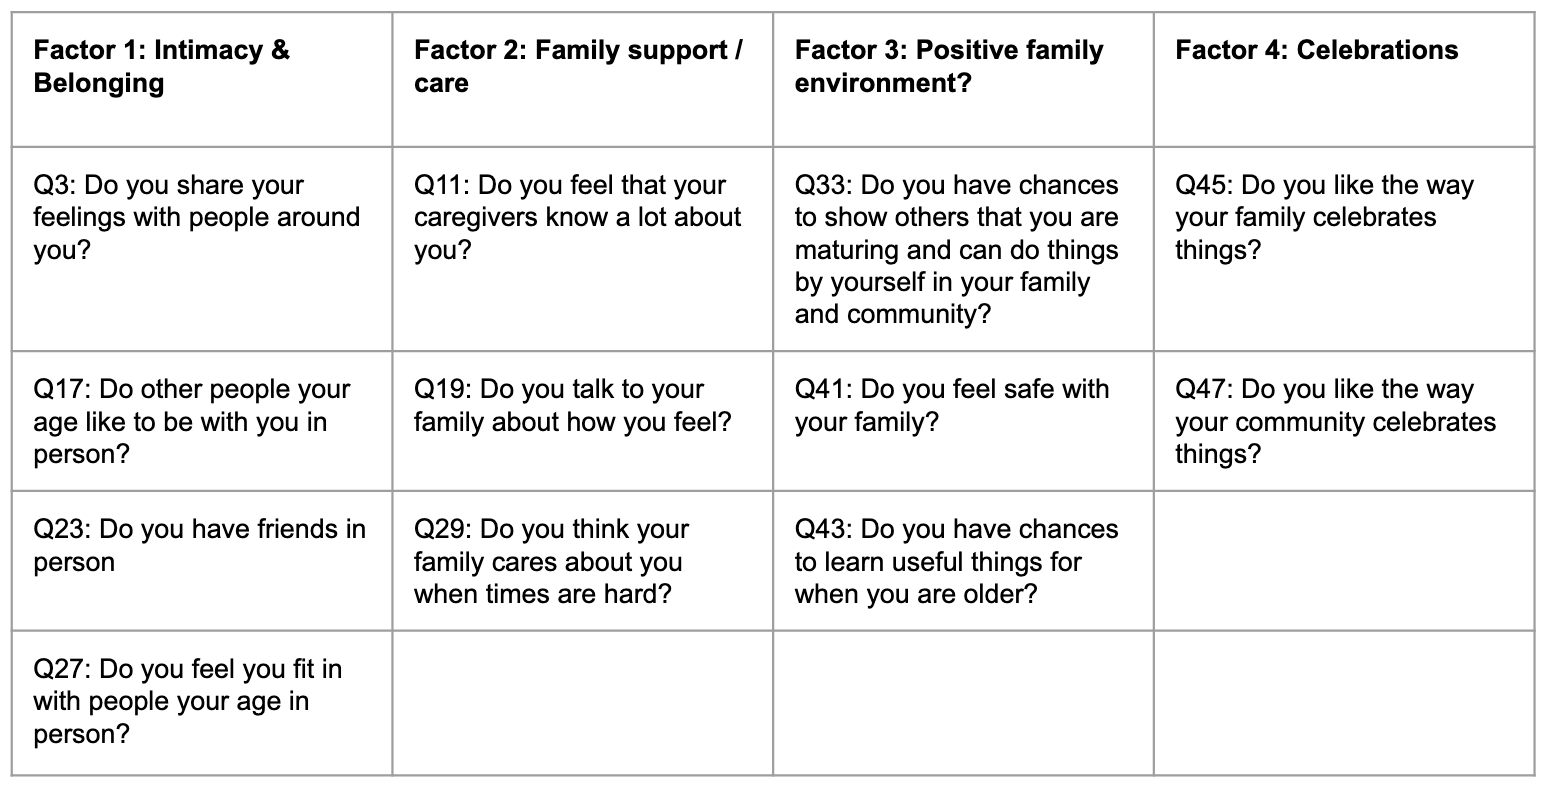 Factor 1: Intimacy &
Belonging
Factor 2: Family support /
care
Factor 3: Positive family
environment?
Factor 4: Celebrations
Q3: Do you share your
feelings with people around
you?
Q11: Do you feel that your
caregivers know a lot about
you?
Q33: Do you have chances
to show others that you are
maturing and can do things
by yourself in your family
and community?
Q45: Do you like the way
your family celebrates
things?
Q17: Do other people your
age like to be with you in
person?
Q19: Do you talk to your
family about how you feel?
Q41: Do you feel safe with
your family?
Q47: Do you like the way
your community celebrates
things?
Q23: Do you have friends in
person
Q29: Do you think your
family cares about you
when times are hard?
Q43: Do you have chances
to learn useful things for
when you are older?
Q27: Do you feel you fit in
with people your age in
person?